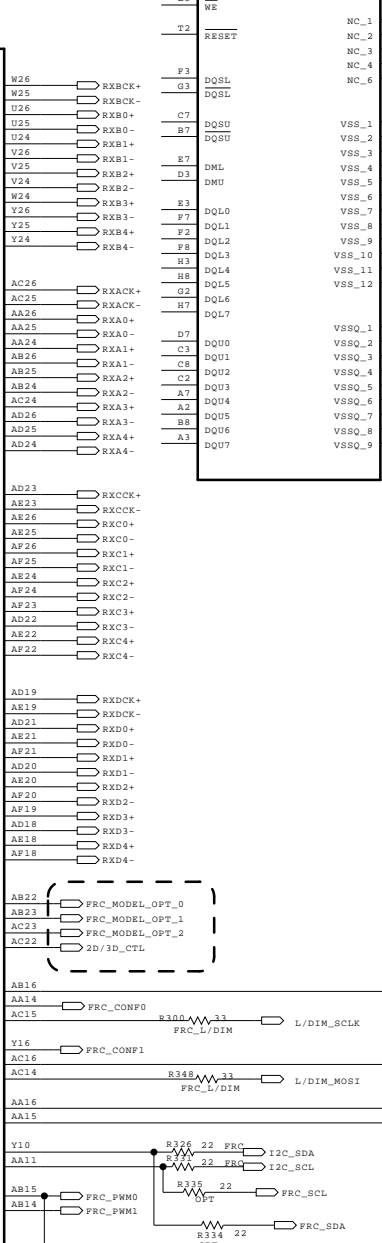 WE
T2 RESET
NC_1
NC_2
NC_3
NC_4
NC_6
F3 DQSL
G3 DQSL
C7 DQSU
B7 DQSU
E7 DML
D3 DMU
E3 DQL0
F7 DQL1
F2 DQL2
F8 DQL3
H3 DQL4
H8 DQL5
G2 DQL6
H7 DQL7
D7 DQU0
C3 DQU1
C8 DQU2
C2 DQU3
A7 DQU4
A2 DQU5
B8 DQU6
A3 DQU7
VSS_1
VSS_2
VSS_3
VSS_4
VSS_5
VSS_6
VSS_7
VSS_8
VSS_9
VSS_10
VSS_11
VSS_12
VSSQ_1
VSSQ_2
VSSQ_3
VSSQ_4
VSSQ_5
VSSQ_6
VSSQ_7
VSSQ_8
VSSQ_9
W26 RXBCK+
W25 RXBCK-
U26 RXB0+
U25 RXB0-
U24 RXB1+
V26 RXB1-
V25 RXB2+
V24 RXB2-
W24 RXB3+
Y26 RXB3-
Y25 RXB4+
Y24 RXB4-
AC26 RXACK+
AC25 RXACK-
AA26 RXA0+
AA25 RXA0-
AA24 RXA1+
AB26 RXA1-
AB25 RXA2+
AB24 RXA2-
AC24 RXA3+
AD26 RXA3-
AD25 RXA4+
AD24 RXA4-
AD23 RXCCK+
AE23 RXCCK-
AE26 RXC0+
AE25 RXC0-
AF26 RXC1+
AF25 RXC1-
AE24 RXC2+
AF24 RXC2-
AF23 RXC3+
AD22 RXC3-
AE22 RXC4+
AF22 RXC4-
AD19 RXDCK+
AE19 RXDCK-
AD21 RXD0+
AE21 RXD0-
AF21 RXD1+
AD20 RXD1-
AE20 RXD2+
AF20 RXD2-
AF19 RXD3+
AD18 RXD3-
AE18 RXD4+
AF18 RXD4-
AB22 FRC_MODEL_OPT_0
AB23 FRC_MODEL_OPT_1
AC23 FRC_MODEL_OPT_2
AC22 2D/3D_CTL
AB16
AA14 FRC_CONF0
AC15 R300 33 L/DIM_SCLK
FRC_L/DIM
Y16 FRC_CONF1
AC16
AC14 R348 33 L/DIM_MOSI
FRC_L/DIM
AA16
AA15
Y10 R326 22 FRC I2C_SDA
AA11 R331 22 FRC I2C_SCL
AB15 FRC_PWM0
AB14 FRC_PWM1
R335 22 FRC_SCL
OPT
FRC_SDA
R334 22